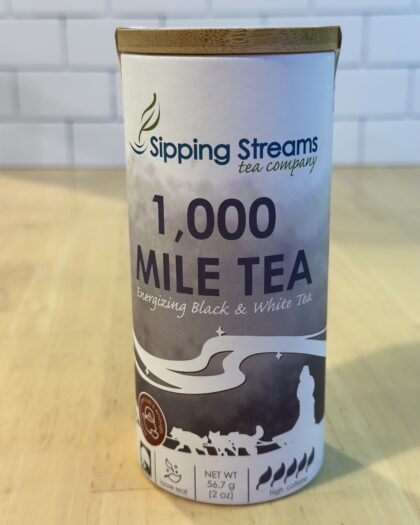 Sipping Streams
tea company
1,000
MILE TEA
Energizing Black & White Tea
loose leaf
NET WT
56.7 g
(2 oz)
high caffeine